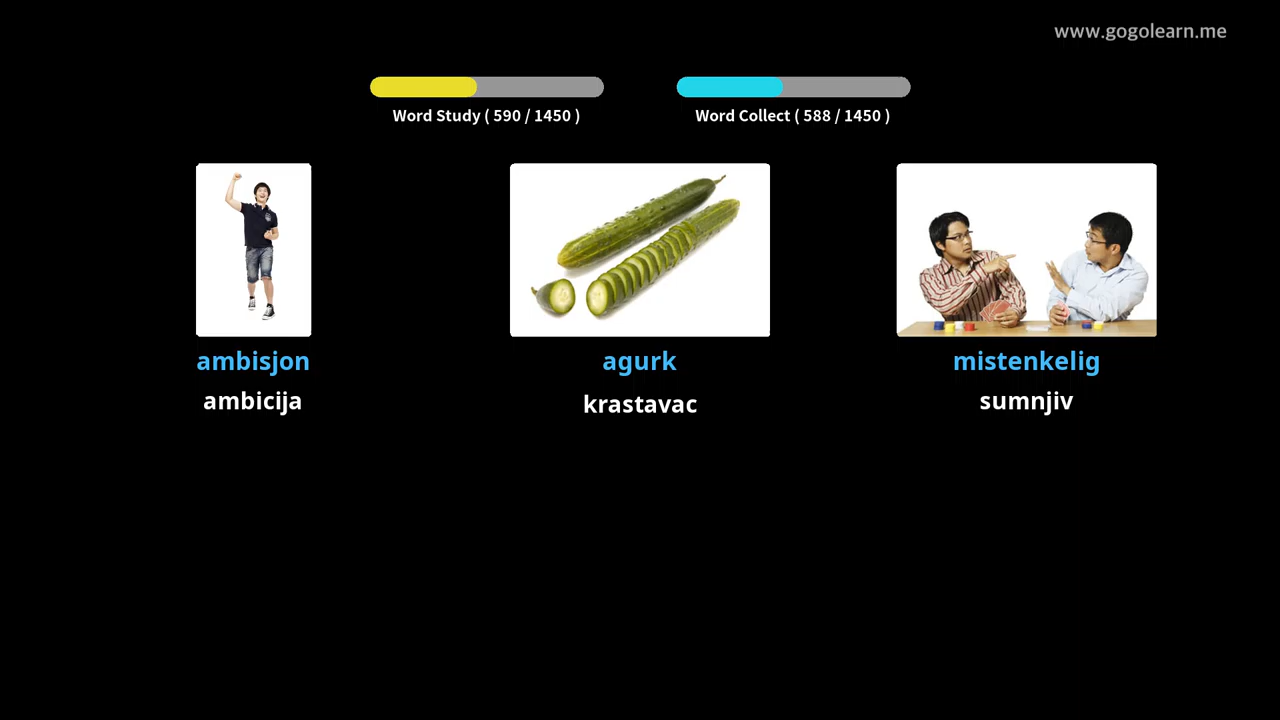 www.gogolearn.me
Word Study ( 590 / 1450 )
Word Collect ( 588 / 1450 )
ambisjon
agurk
mistenkelig
ambicija
krastavac
sumnjiv